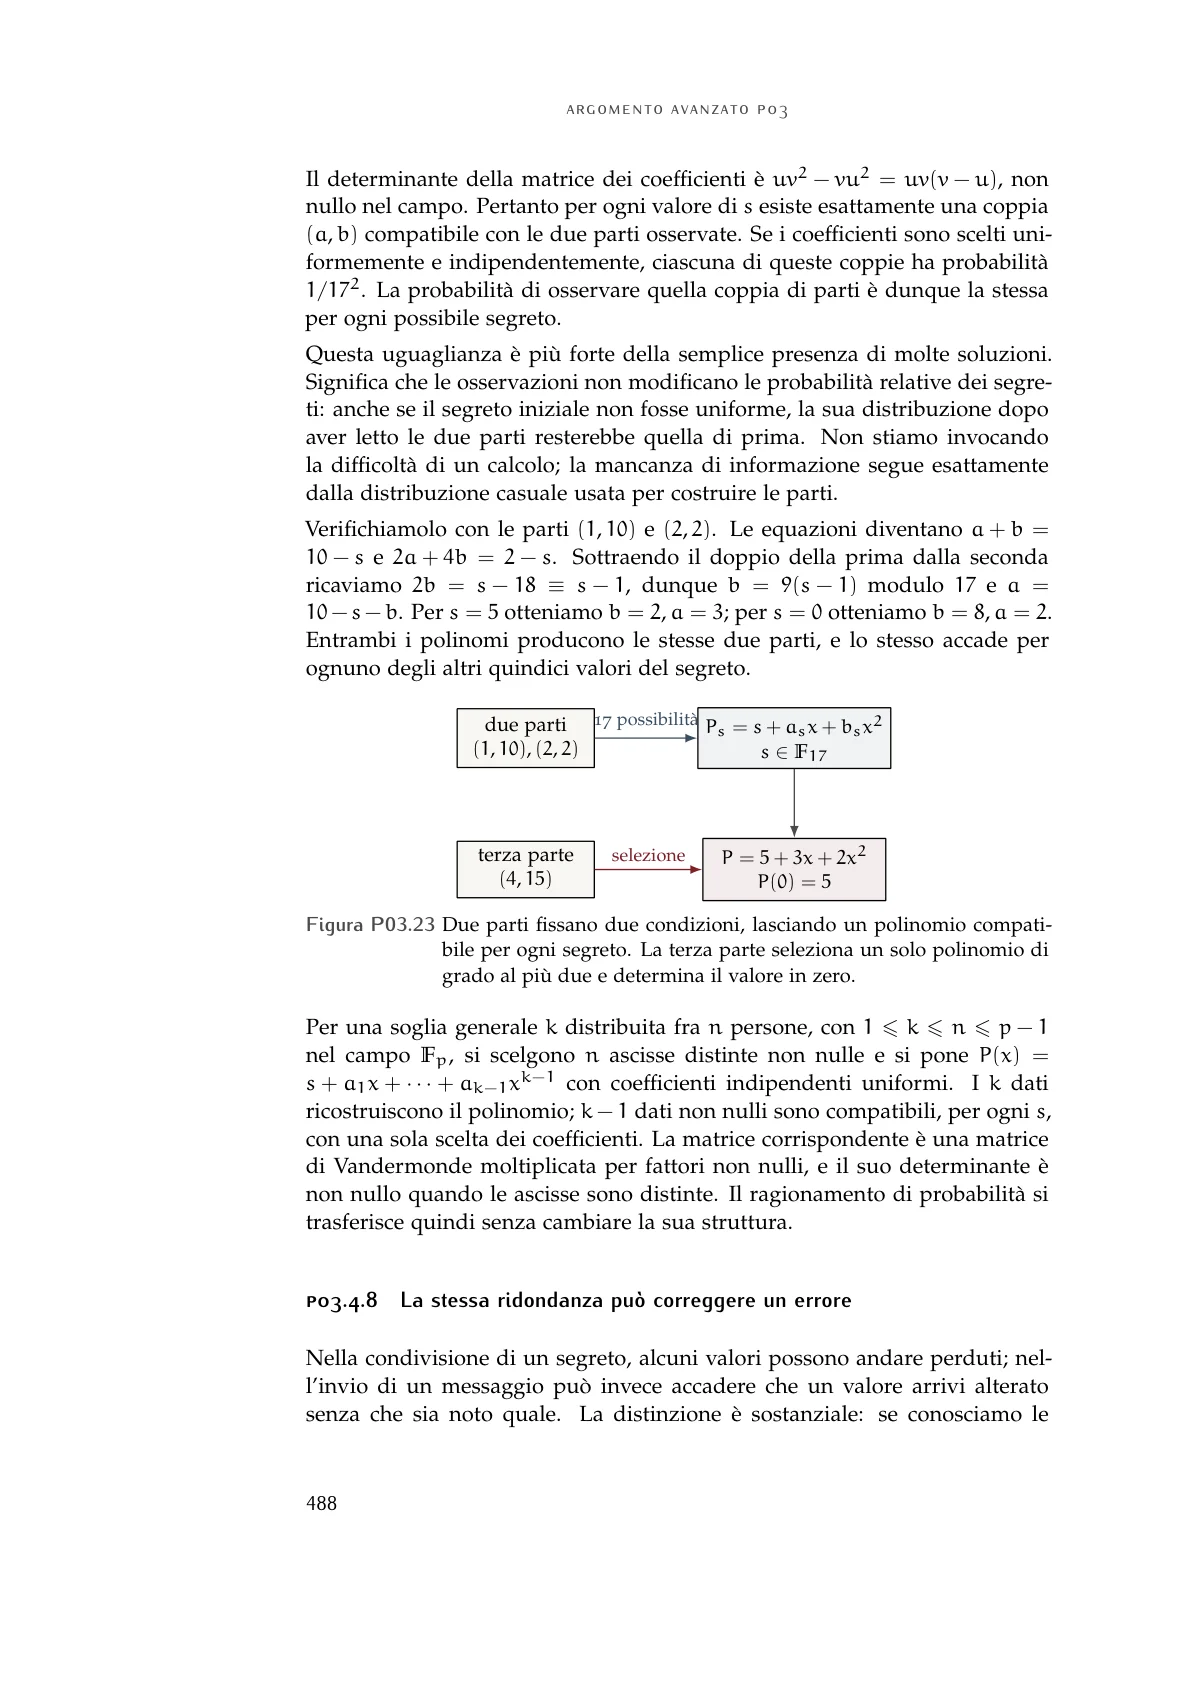 ARGOMENTO AVANZATO P03
Il determinante della matrice dei coefficienti è uv² − vu² = uv(v − u), non
nullo nel campo. Pertanto per ogni valore di s esiste esattamente una coppia
(a, b) compatibile con le due parti osservate. Se i coefficienti sono scelti uni-
formemente e indipendentemente, ciascuna di queste coppie ha probabilità
1/17². La probabilità di osservare quella coppia di parti è dunque la stessa
per ogni possibile segreto.
Questa uguaglianza è più forte della semplice presenza di molte soluzioni.
Significa che le osservazioni non modificano le probabilità relative dei segre-
ti: anche se il segreto iniziale non fosse uniforme, la sua distribuzione dopo
aver letto le due parti resterebbe quella di prima. Non stiamo invocando
la difficoltà di un calcolo; la mancanza di informazione segue esattamente
dalla distribuzione casuale usata per costruire le parti.
Verifichiamolo con le parti (1, 10) e (2, 2). Le equazioni diventano a + b =
10 − s e 2a + 4b = 2 − s. Sottraendo il doppio della prima dalla seconda
ricaviamo 2b = s − 18 ≡ s − 1, dunque b = 9(s − 1) modulo 17 e a =
10 − s − b. Per s = 5 otteniamo b = 2, a = 3; per s = 0 otteniamo b = 8, a = 2.
Entrambi i polinomi producono le stesse due parti, e lo stesso accade per
ognuno degli altri quindici valori del segreto.
due parti
(1, 10), (2, 2)
17 possibilità
Pₛ = s + aₛx + bₛx²
s ∈ 𝔽₁₇
terza parte
(4, 15)
selezione
P = 5 + 3x + 2x²
P(0) = 5
Figura P03.23 Due parti fissano due condizioni, lasciando un polinomio compati-
bile per ogni segreto. La terza parte seleziona un solo polinomio di
grado al più due e determina il valore in zero.
Per una soglia generale k distribuita fra n persone, con 1 ⩽ k ⩽ n ⩽ p − 1
nel campo 𝔽ₚ, si scelgono n ascisse distinte non nulle e si pone P(x) =
s + a₁x + ⋯ + aₖ₋₁xᵏ⁻¹ con coefficienti indipendenti uniformi. I k dati
ricostruiscono il polinomio; k − 1 dati non nulli sono compatibili, per ogni s,
con una sola scelta dei coefficienti. La matrice corrispondente è una matrice
di Vandermonde moltiplicata per fattori non nulli, e il suo determinante è
non nullo quando le ascisse sono distinte. Il ragionamento di probabilità si
trasferisce quindi senza cambiare la sua struttura.
P03.4.8 La stessa ridondanza può correggere un errore
Nella condivisione di un segreto, alcuni valori possono andare perduti; nel-
l'invio di un messaggio può invece accadere che un valore arrivi alterato
senza che sia noto quale. La distinzione è sostanziale: se conosciamo le
488